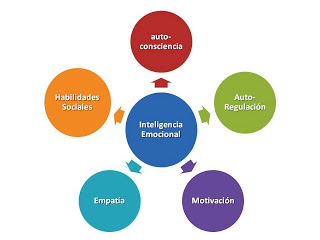 auto-
consciencia
Habilidades
Sociales
Auto-
Regulación
Inteligencia
Emocional
Empatía
Motivación